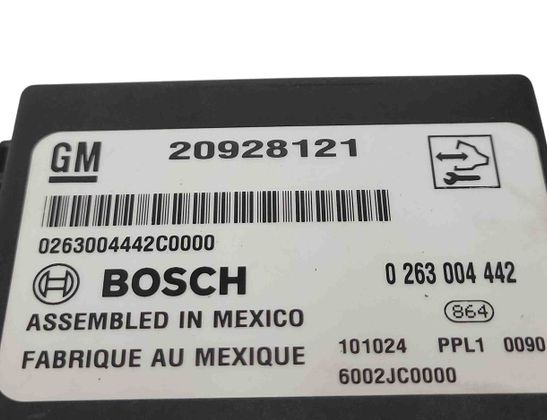 GM 20928121
0263004442C0000
BOSCH 0 263 004 442
864
ASSEMBLED IN MEXICO
FABRIQUE AU MEXIQUE 101024 PPL1 0090
6002JC0000